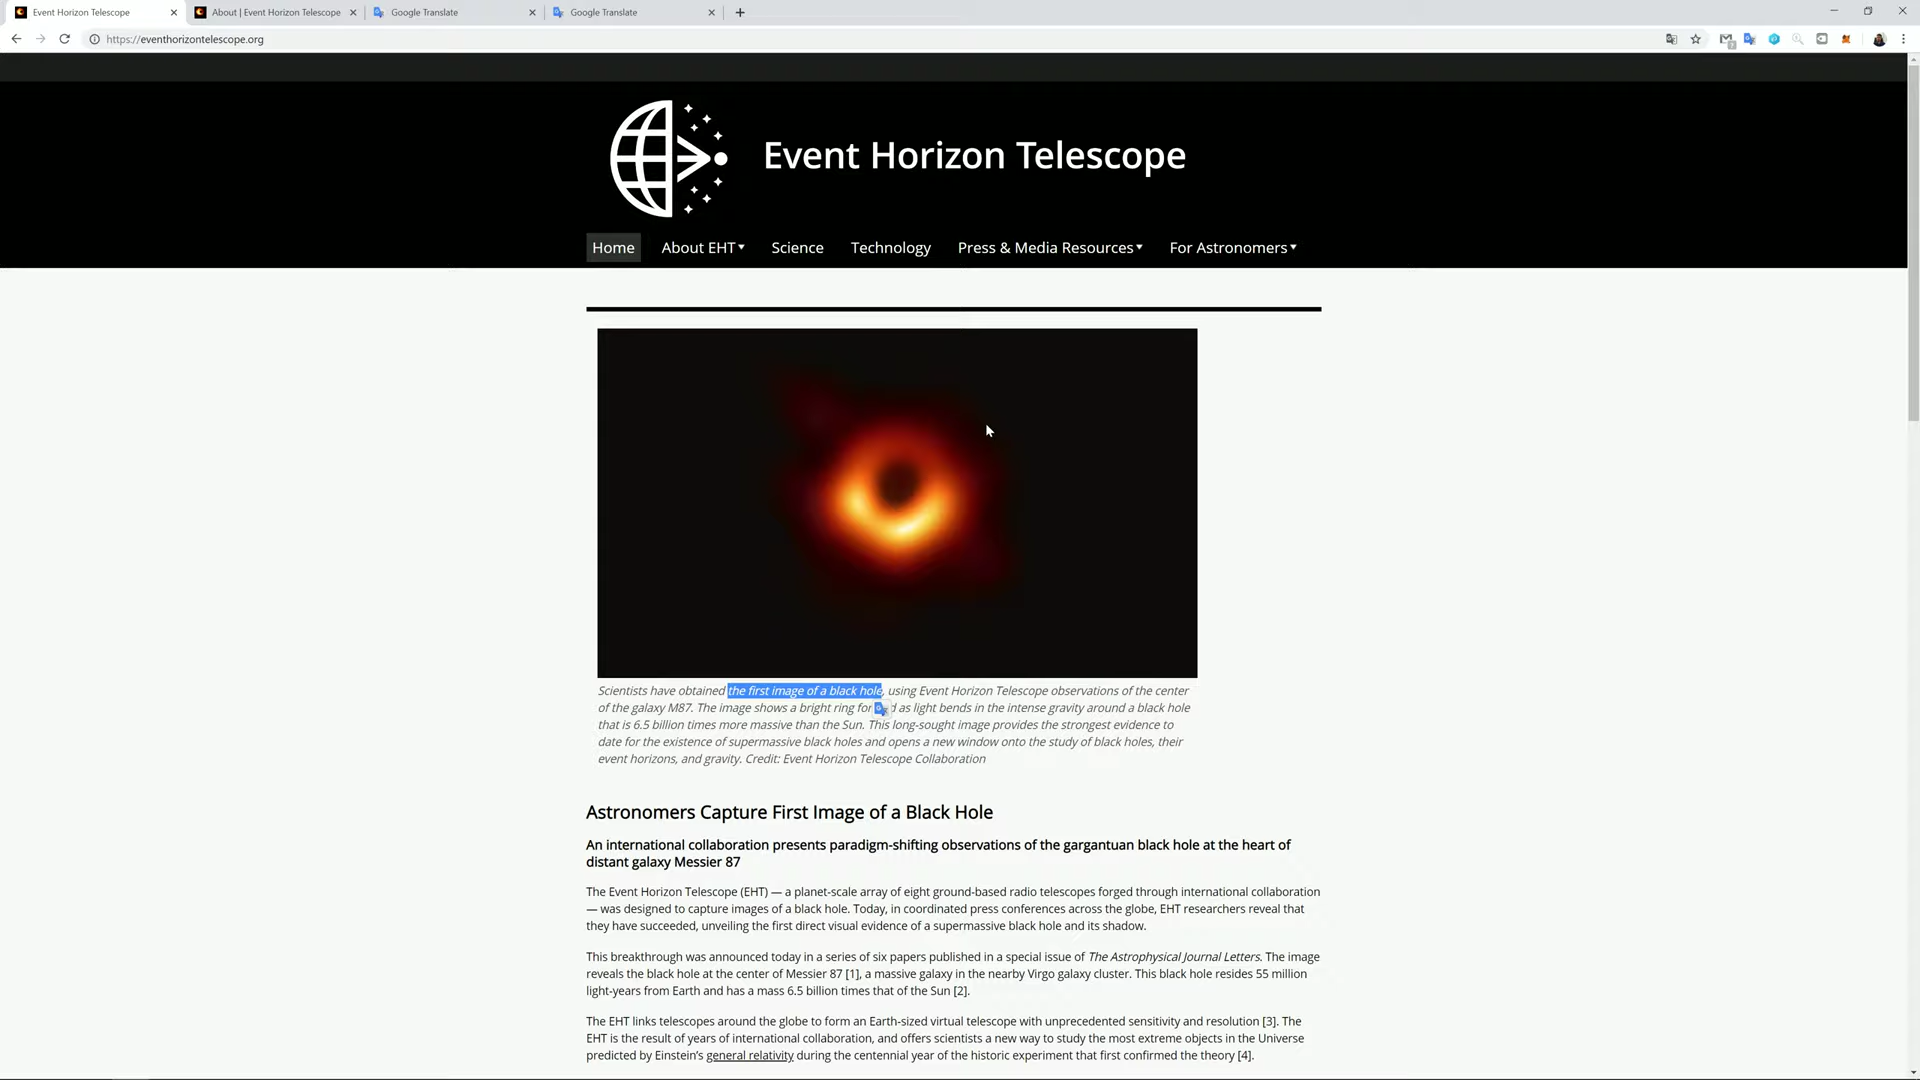 Event Horizon Telescope
About | Event Horizon Telescope
Google Translate
Google Translate
https://eventhorizontelescope.org
Event Horizon Telescope
Home About EHT Science Technology Press & Media Resources For Astronomers
Scientists have obtained the first image of a black hole, using Event Horizon Telescope observations of the center
of the galaxy M87. The image shows a bright ring for d as light bends in the intense gravity around a black hole
that is 6.5 billion times more massive than the Sun. This long-sought image provides the strongest evidence to
date for the existence of supermassive black holes and opens a new window onto the study of black holes, their
event horizons, and gravity. Credit: Event Horizon Telescope Collaboration
Astronomers Capture First Image of a Black Hole
An international collaboration presents paradigm-shifting observations of the gargantuan black hole at the heart of
distant galaxy Messier 87
The Event Horizon Telescope (EHT) — a planet-scale array of eight ground-based radio telescopes forged through international collaboration
— was designed to capture images of a black hole. Today, in coordinated press conferences across the globe, EHT researchers reveal that
they have succeeded, unveiling the first direct visual evidence of a supermassive black hole and its shadow.
This breakthrough was announced today in a series of six papers published in a special issue of The Astrophysical Journal Letters. The image
reveals the black hole at the center of Messier 87 [1], a massive galaxy in the nearby Virgo galaxy cluster. This black hole resides 55 million
light-years from Earth and has a mass 6.5 billion times that of the Sun [2].
The EHT links telescopes around the globe to form an Earth-sized virtual telescope with unprecedented sensitivity and resolution [3]. The
EHT is the result of years of international collaboration, and offers scientists a new way to study the most extreme objects in the Universe
predicted by Einstein's general relativity during the centennial year of the historic experiment that first confirmed the theory [4].